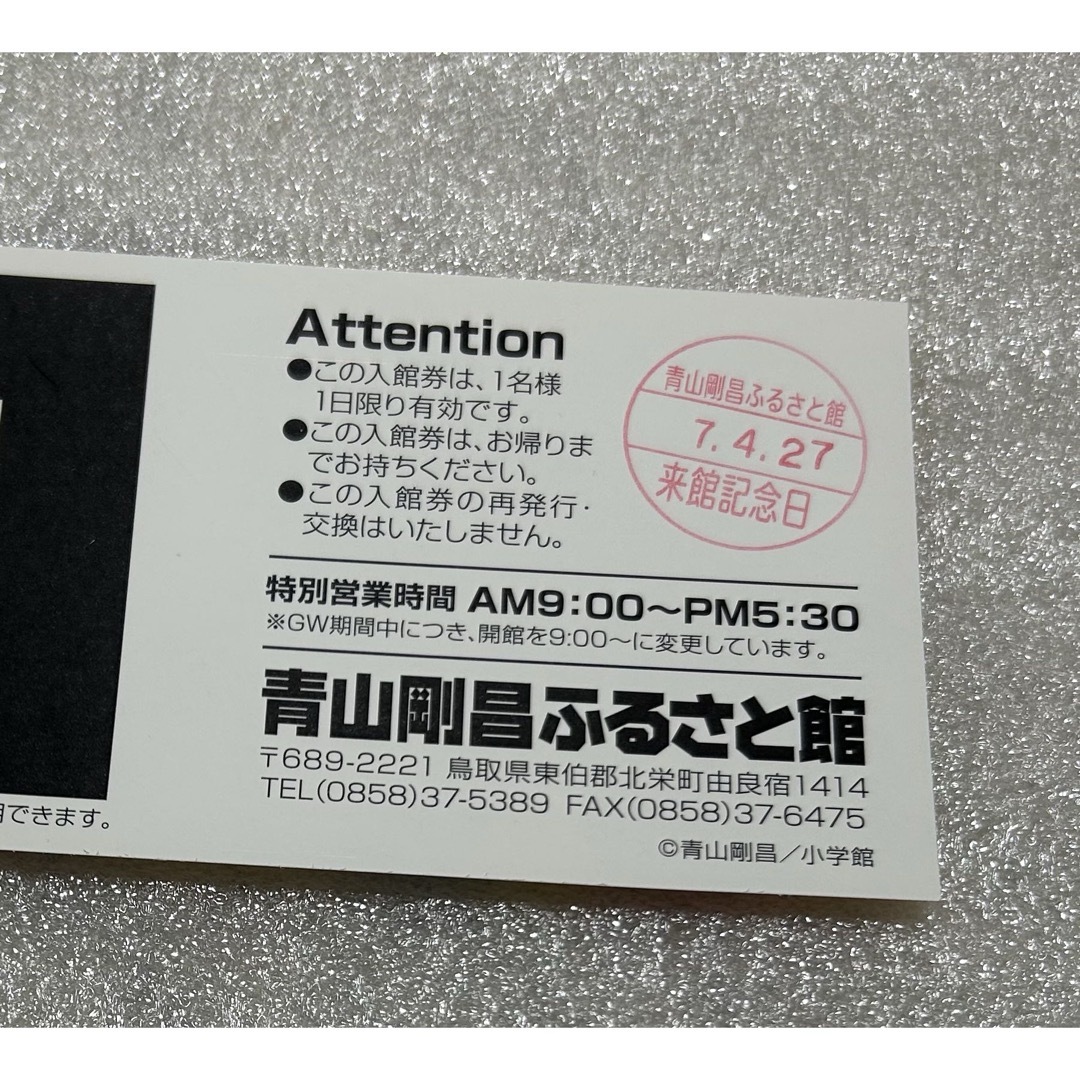 Attention
●この入館券は、1名様
1日限り有効です。
●この入館券は、お帰りま
でお持ちください。
●この入館券の再発行・
交換はいたしません。
青山剛昌ふるさと館
7.4.27
来館記念日
特別営業時間 AM9:00～PM5:30
※GW期間中につき、開館を9:00～に変更しています。
青山剛昌ふるさと館
〒689-2221 鳥取県東伯郡北栄町由良宿1414
TEL(0858)37-5389 FAX(0858)37-6475
©青山剛昌／小学館
できます。